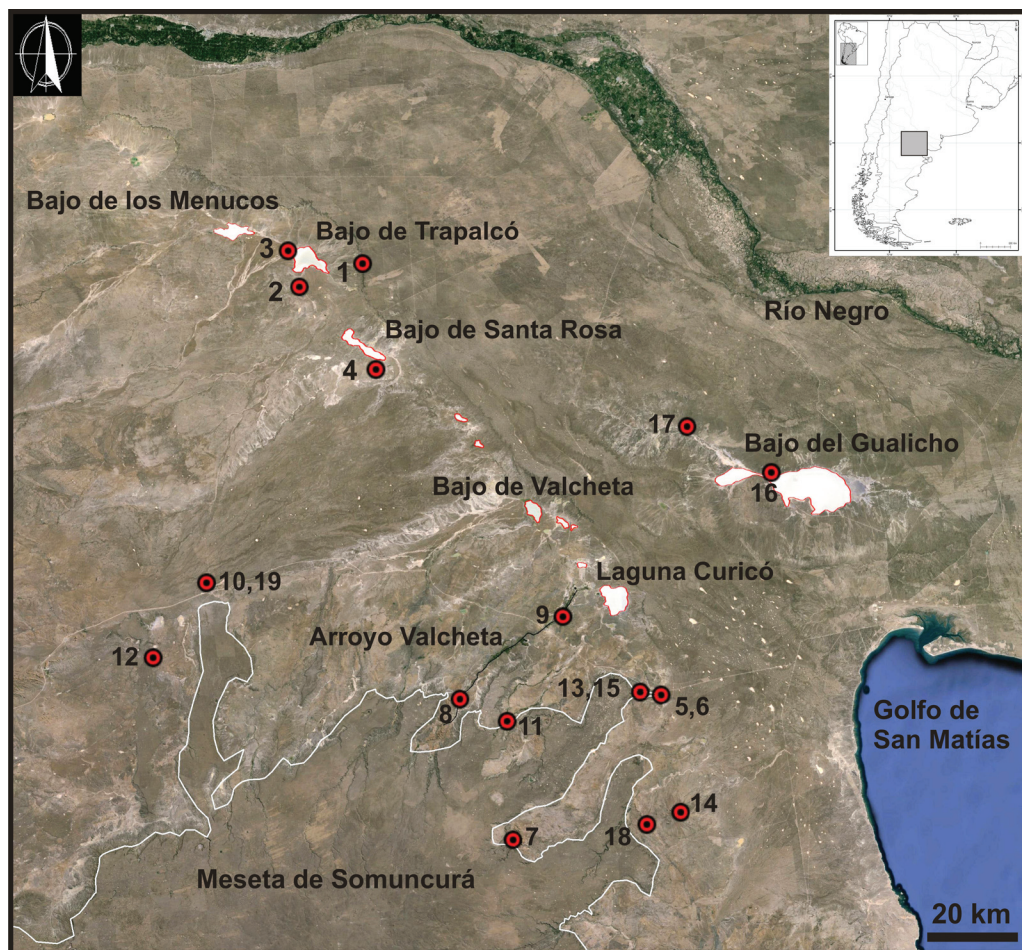 Bajo de los Menucos
3
Bajo de Trapalcó
1
2
Río Negro
Bajo de Santa Rosa
4
17
Bajo del Gualicho
16
Bajo de Valcheta
Laguna Curicó
10,19
9
Arroyo Valcheta
12
13,15
5,6
8
11
Golfo de
San Matías
14
18
7
Meseta de Somuncurá
20 km